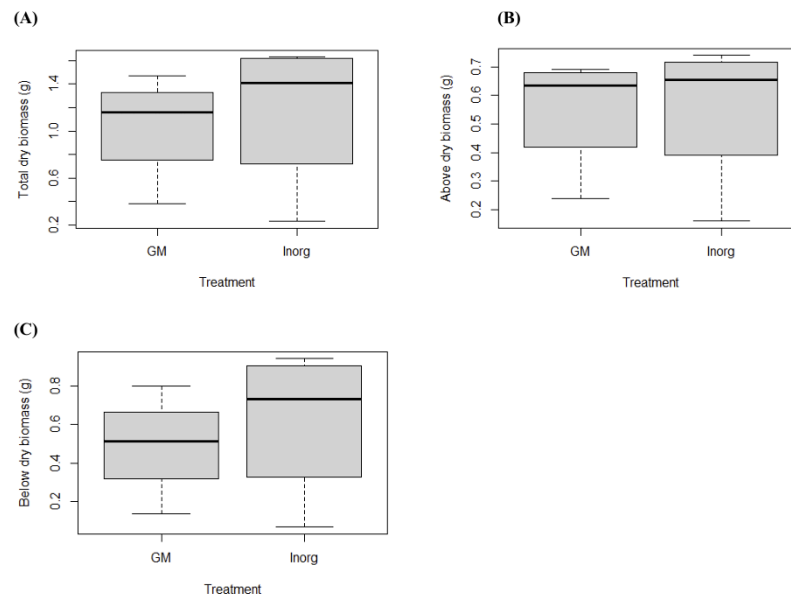 (A)
Total dry biomass (g)
0.2 0.6 1.0 1.4
GM Inorg
Treatment
(B)
Above dry biomass (g)
0.2 0.3 0.4 0.5 0.6 0.7
GM Inorg
Treatment
(C)
Below dry biomass (g)
0.2 0.4 0.6 0.8
GM Inorg
Treatment